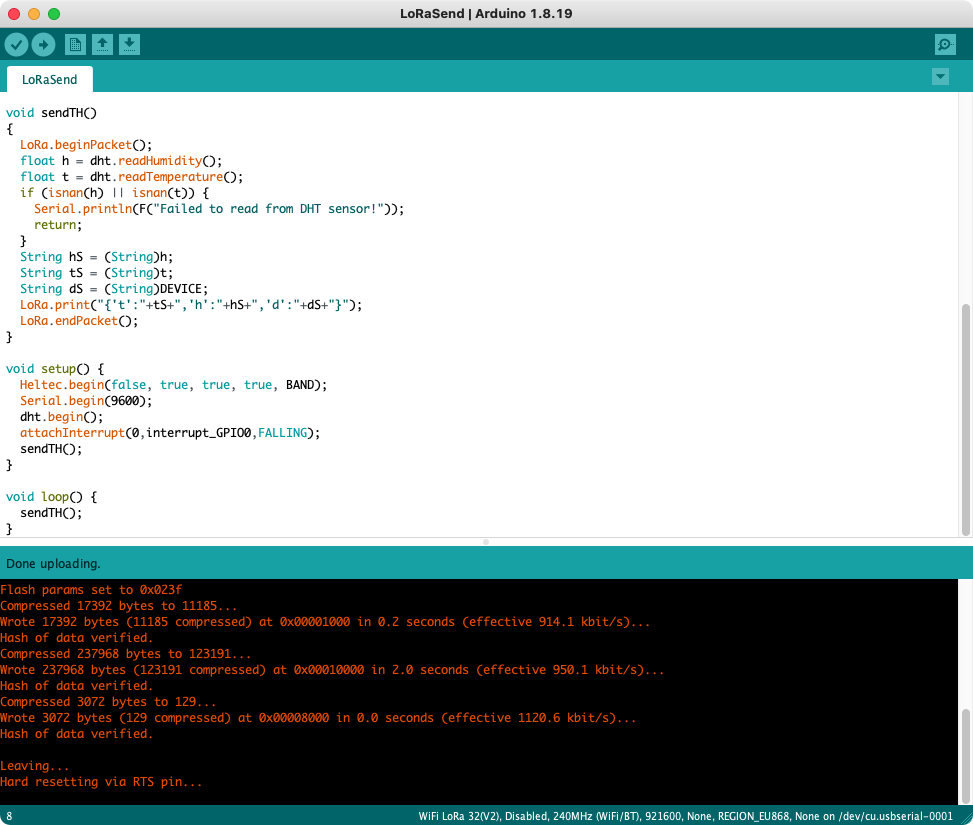 LoRaSend | Arduino 1.8.19
LoRaSend
void sendTH()
{
  LoRa.beginPacket();
  float h = dht.readHumidity();
  float t = dht.readTemperature();
  if (isnan(h) || isnan(t)) {
    Serial.println(F("Failed to read from DHT sensor!"));
    return;
  }
  String hS = (String)h;
  String tS = (String)t;
  String dS = (String)DEVICE;
  LoRa.print("{'t':"+tS+",'h':"+hS+",'d':"+dS+"}");
  LoRa.endPacket();
}
void setup() {
  Heltec.begin(false, true, true, true, BAND);
  Serial.begin(9600);
  dht.begin();
  attachInterrupt(0,interrupt_GPIO0,FALLING);
  sendTH();
}
void loop() {
  sendTH();
}
Done uploading.
Flash params set to 0x023f
Compressed 17392 bytes to 11185...
Wrote 17392 bytes (11185 compressed) at 0x00001000 in 0.2 seconds (effective 914.1 kbit/s)...
Hash of data verified.
Compressed 237968 bytes to 123191...
Wrote 237968 bytes (123191 compressed) at 0x00010000 in 2.0 seconds (effective 950.1 kbit/s)...
Hash of data verified.
Compressed 3072 bytes to 129...
Wrote 3072 bytes (129 compressed) at 0x00008000 in 0.0 seconds (effective 1120.6 kbit/s)...
Hash of data verified.
Leaving...
Hard resetting via RTS pin...
8
WiFi LoRa 32(V2), Disabled, 240MHz (WiFi/BT), 921600, None, REGION_EU868, None on /dev/cu.usbserial-0001